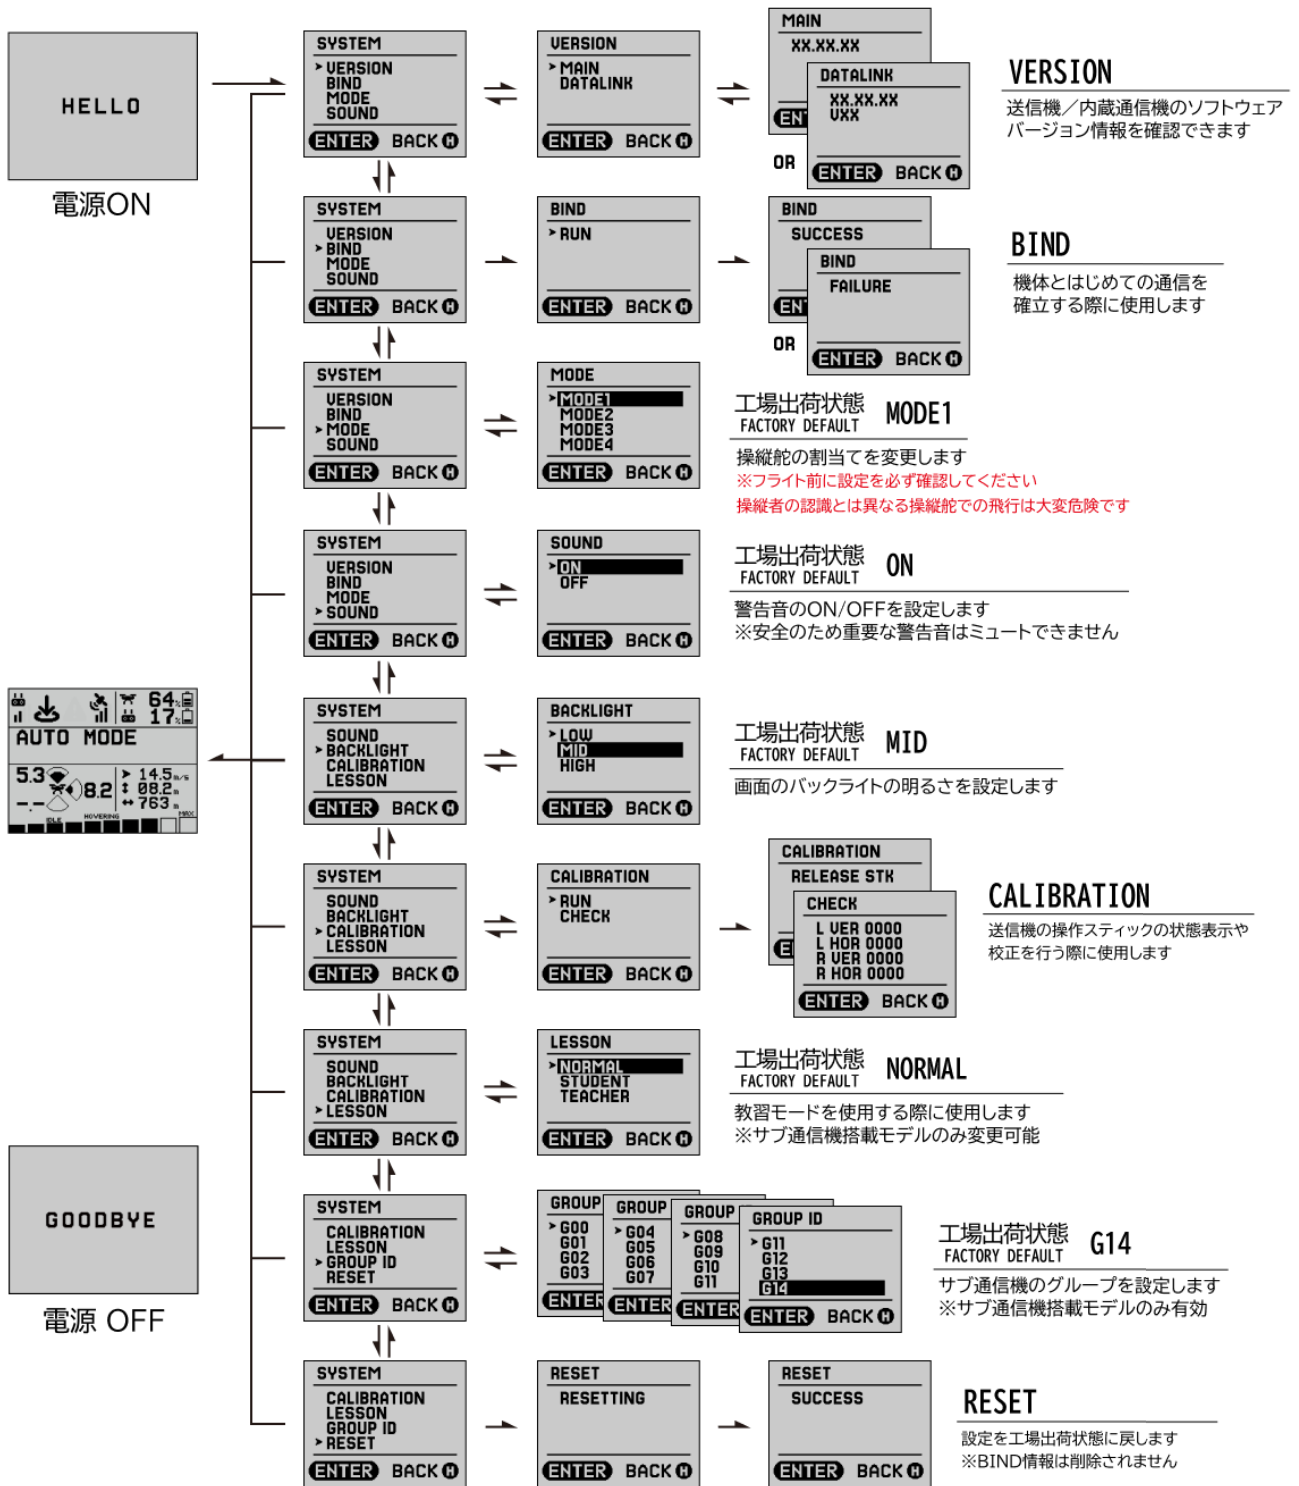 HELLO
電源ON
SYSTEM
➤VERSION
BIND
MODE
SOUND
ENTER BACK H
VERSION
➤MAIN
DATALINK
ENTER BACK H
MAIN
XX.XX.XX
EN
OR
DATALINK
XX.XX.XX
VXX
ENTER BACK H
VERSION
送信機／内蔵通信機のソフトウェア
バージョン情報を確認できます
SYSTEM
VERSION
➤BIND
MODE
SOUND
ENTER BACK H
BIND
➤RUN
ENTER BACK H
BIND
SUCCESS
EN
OR
BIND
FAILURE
ENTER BACK H
BIND
機体とはじめての通信を
確立する際に使用します
SYSTEM
VERSION
BIND
➤MODE
SOUND
ENTER BACK H
MODE
➤MODE1
MODE2
MODE3
MODE4
ENTER BACK H
工場出荷状態
FACTORY DEFAULT
MODE1
操縦舵の割当てを変更します
※フライト前に設定を必ず確認してください
操縦者の認識とは異なる操縦舵での飛行は大変危険です
SYSTEM
VERSION
BIND
MODE
➤SOUND
ENTER BACK H
SOUND
➤ON
OFF
ENTER BACK H
工場出荷状態
FACTORY DEFAULT
ON
警告音のON/OFFを設定します
※安全のため重要な警告音はミュートできません
64%
17%
AUTO MODE
5.3
8.2
-.-
➤ 14.5m/s
↕ 08.2m
↔ 763m
IDLE HOVERING MAX
SYSTEM
SOUND
➤BACKLIGHT
CALIBRATION
LESSON
ENTER BACK H
BACKLIGHT
➤LOW
MID
HIGH
ENTER BACK H
工場出荷状態
FACTORY DEFAULT
MID
画面のバックライトの明るさを設定します
SYSTEM
SOUND
BACKLIGHT
➤CALIBRATION
LESSON
ENTER BACK H
CALIBRATION
➤RUN
CHECK
ENTER BACK H
CALIBRATION
RELEASE STK
E
CHECK
L VER 0000
L HOR 0000
R VER 0000
R HOR 0000
ENTER BACK H
CALIBRATION
送信機の操作スティックの状態表示や
校正を行う際に使用します
SYSTEM
SOUND
BACKLIGHT
CALIBRATION
➤LESSON
ENTER BACK H
LESSON
➤NORMAL
STUDENT
TEACHER
ENTER BACK H
工場出荷状態
FACTORY DEFAULT
NORMAL
教習モードを使用する際に使用します
※サブ通信機搭載モデルのみ変更可能
GOODBYE
電源 OFF
SYSTEM
CALIBRATION
LESSON
➤GROUP ID
RESET
ENTER BACK H
GROUP
➤G00
G01
G02
G03
ENTER
GROUP
➤G04
G05
G06
G07
ENTER
GROUP
➤G08
G09
G10
G11
ENTER
GROUP ID
➤G11
G12
G13
G14
ENTER BACK H
工場出荷状態
FACTORY DEFAULT
G14
サブ通信機のグループを設定します
※サブ通信機搭載モデルのみ有効
SYSTEM
CALIBRATION
LESSON
GROUP ID
➤RESET
ENTER BACK H
RESET
RESETTING
ENTER BACK H
RESET
SUCCESS
ENTER BACK H
RESET
設定を工場出荷状態に戻します
※BIND情報は削除されません